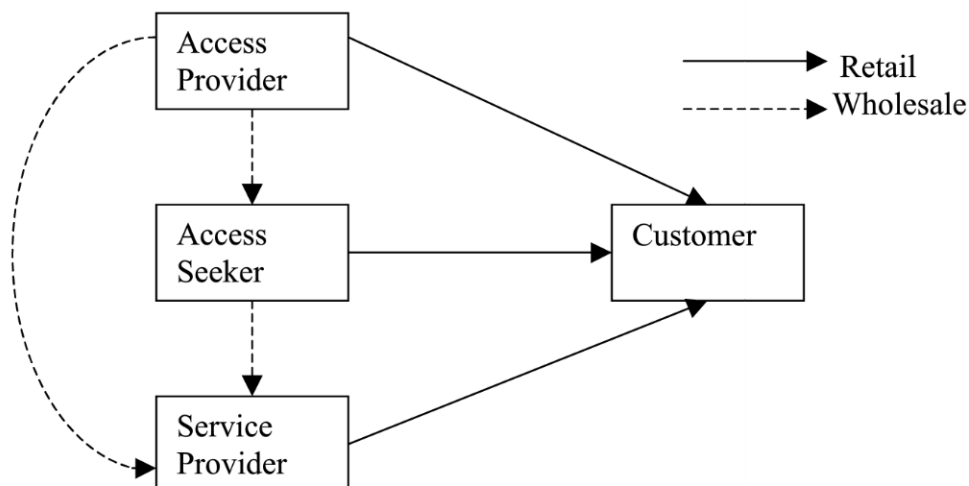 Access
Provider
Retail
Wholesale
Access
Seeker
Customer
Service
Provider